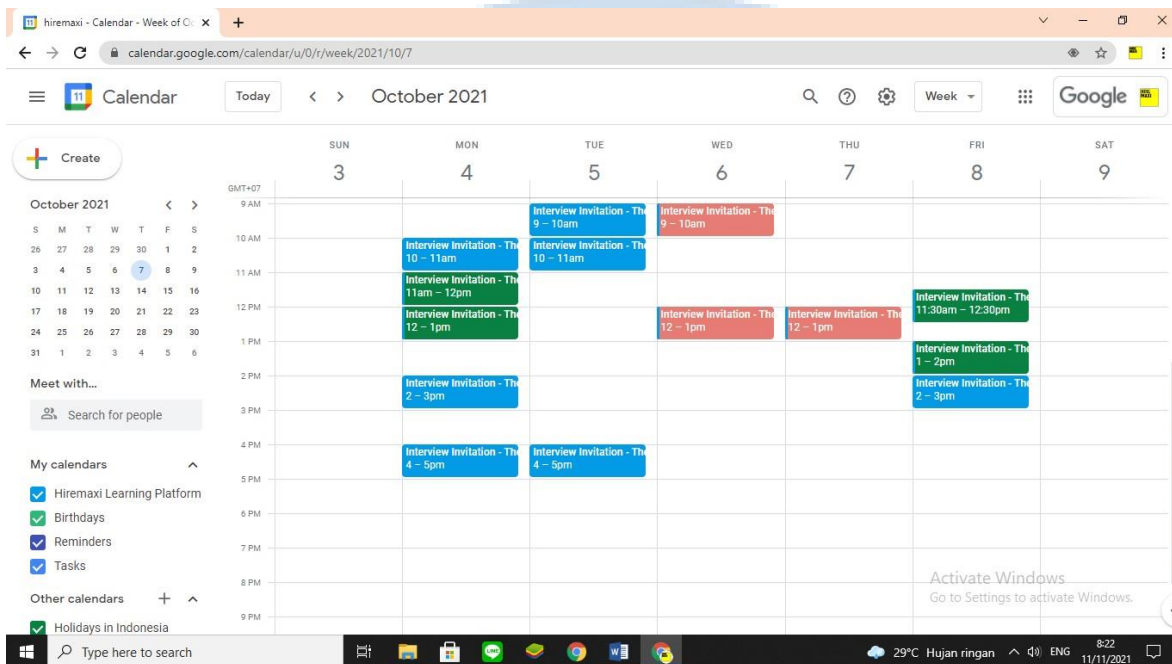 11 hiremaxi - Calendar - Week of Oc
calendar.google.com/calendar/u/0/r/week/2021/10/7
11 Calendar Today October 2021 Week Google
Create
SUN MON TUE WED THU FRI SAT
3 4 5 6 7 8 9
GMT+07
October 2021
S M T W T F S
26 27 28 29 30 1 2
3 4 5 6 7 8 9
10 11 12 13 14 15 16
17 18 19 20 21 22 23
24 25 26 27 28 29 30
31 1 2 3 4 5 6
Meet with...
Search for people
My calendars
Hiremaxi Learning Platform
Birthdays
Reminders
Tasks
Other calendars
Holidays in Indonesia
9 AM
10 AM
11 AM
12 PM
1 PM
2 PM
3 PM
4 PM
5 PM
6 PM
7 PM
8 PM
9 PM
Interview Invitation - The
10 – 11am
Interview Invitation - The
11am – 12pm
Interview Invitation - The
12 – 1pm
Interview Invitation - The
2 – 3pm
Interview Invitation - The
4 – 5pm
Interview Invitation - The
9 – 10am
Interview Invitation - The
10 – 11am
Interview Invitation - The
4 – 5pm
Interview Invitation - The
9 – 10am
Interview Invitation - The
12 – 1pm
Interview Invitation - The
12 – 1pm
Interview Invitation - The
11:30am – 12:30pm
Interview Invitation - The
1 – 2pm
Interview Invitation - The
2 – 3pm
Activate Windows
Go to Settings to activate Windows.
Type here to search
29°C Hujan ringan ENG
8:22
11/11/2021